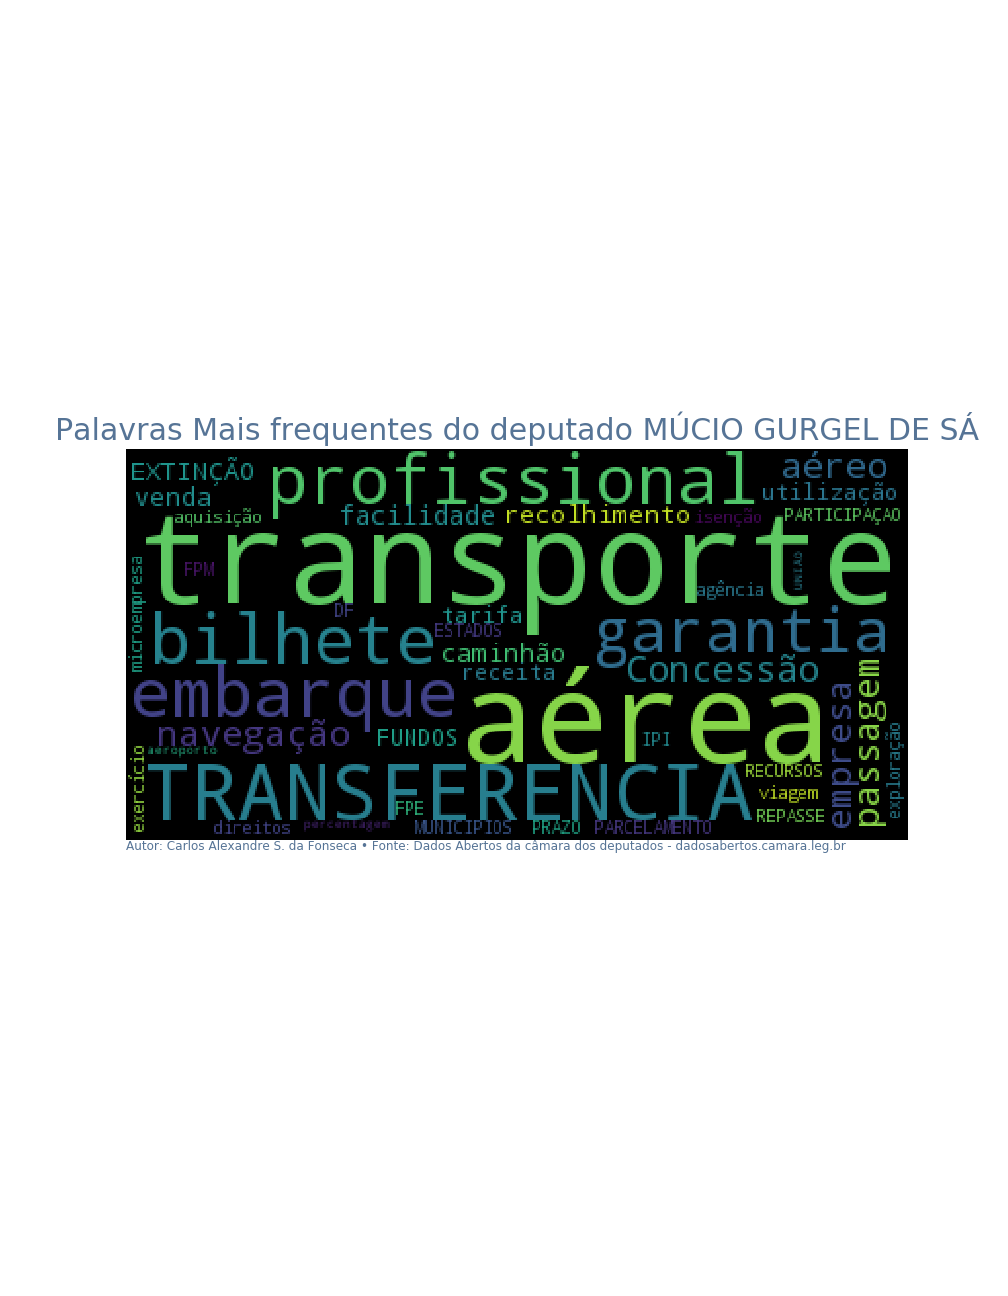 Palavras Mais frequentes do deputado MÚCIO GURGEL DE SÁ
EXTINÇÃO
profissional
aéreo
venda
utilização
aquisição
facilidade
recolhimento
isenção
PARTICIPAÇAO
transporte
FPM
microempresa
agência
UNIAO
DF
tarifa
ESTADOS
bilhete
garantia
caminhão
receita
Concessão
embarque
aérea
passagem
empresa
navegação
FUNDOS
IPI
exploração
aeroporto
exercício
TRANSFERENCIA
RECURSOS
viagem
FPE
REPASSE
direitos
percentagem
MUNICIPIOS
PRAZO
PARCELAMENTO
Autor: Carlos Alexandre S. da Fonseca • Fonte: Dados Abertos da câmara dos deputados - dadosabertos.camara.leg.br